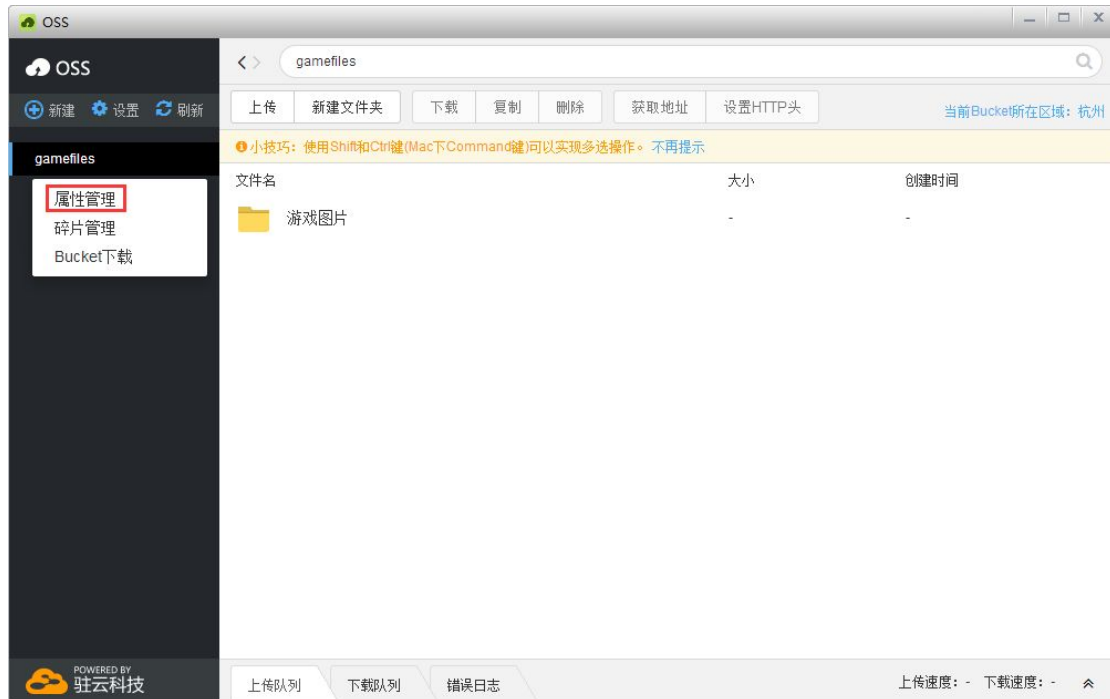 OSS
OSS
新建 设置 刷新
gamefiles
属性管理
碎片管理
Bucket下载
POWERED BY
驻云科技
gamefiles
上传 新建文件夹 下载 复制 删除 获取地址 设置HTTP头 当前Bucket所在区域：杭州
小技巧：使用Shift和Ctrl键(Mac下Command键)可以实现多选操作。不再提示
文件名 大小 创建时间
游戏图片 - -
上传队列 下载队列 错误日志 上传速度：- 下载速度：-